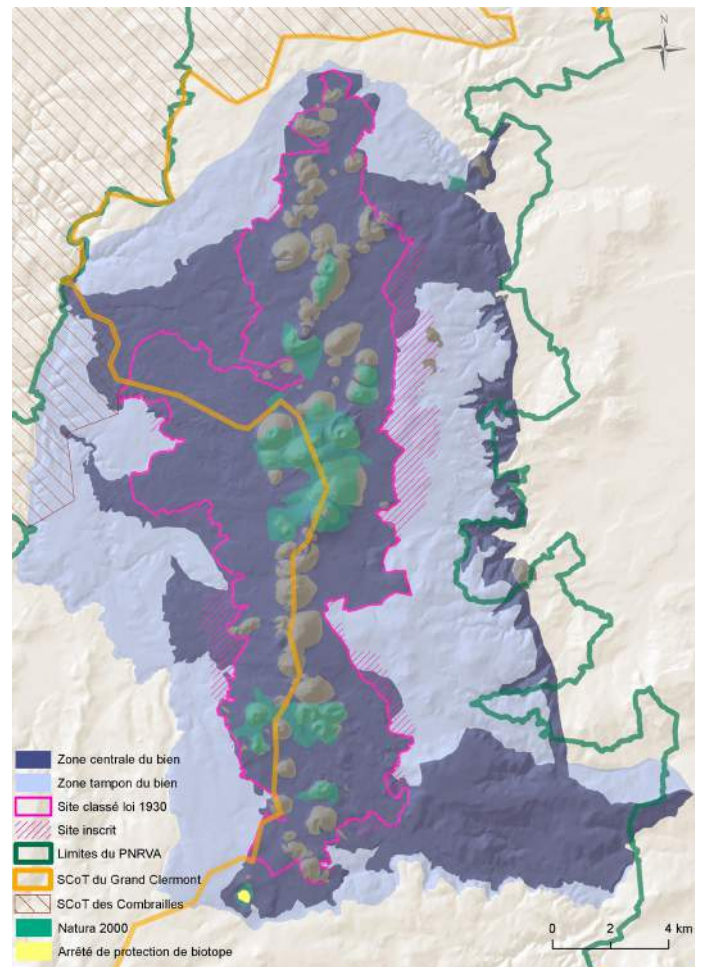 N
Zone centrale du bien
Zone tampon du bien
Site classé loi 1930
Site inscrit
Limites du PNRVA
SCoT du Grand Clermont
SCoT des Combrailles
Natura 2000
Arrêté de protection de biotope
0 2 4 km